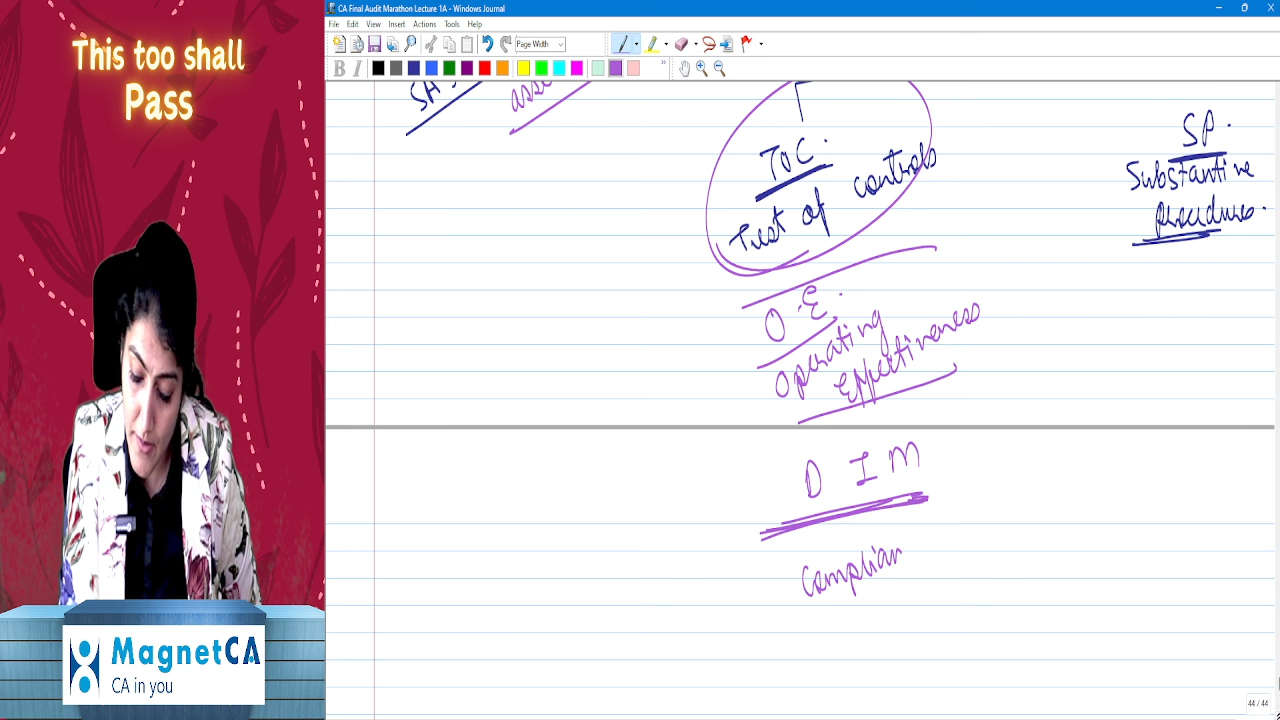 This too shall
Pass
MagnetCA
CA in you
CA Final Audit Marathon Lecture 1A - Windows Journal
File Edit View Insert Actions Tools Help
Page Width
B I
TOC.
Test of controls
SP.
Substantive
procedures.
O.E.
Operating
Effectiveness
D I M
Complian
44 / 44